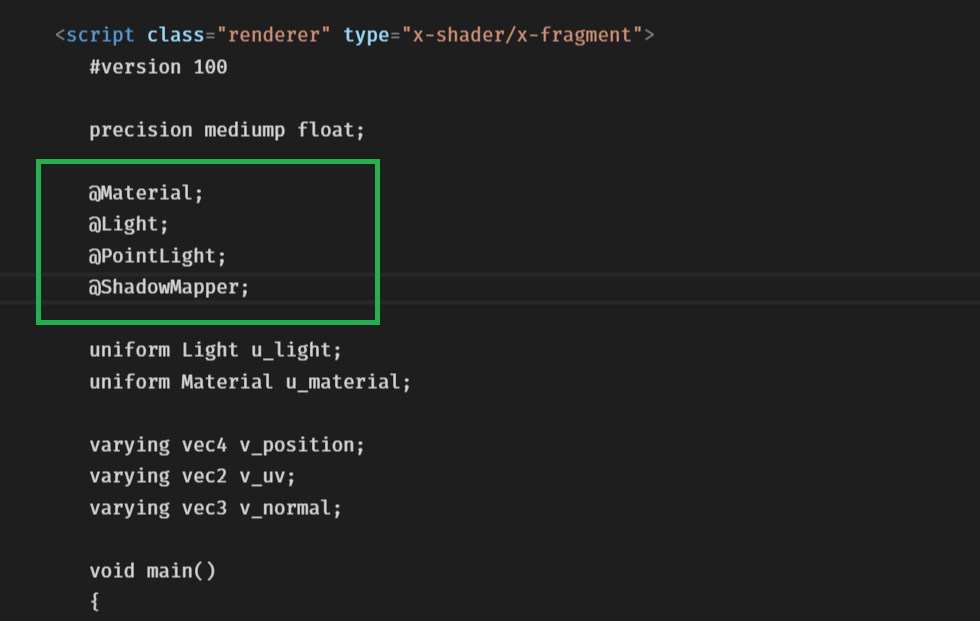 <script class="renderer" type="x-shader/x-fragment">
#version 100
precision mediump float;
@Material;
@Light;
@PointLight;
@ShadowMapper;
uniform Light u_light;
uniform Material u_material;
varying vec4 v_position;
varying vec2 v_uv;
varying vec3 v_normal;
void main()
{